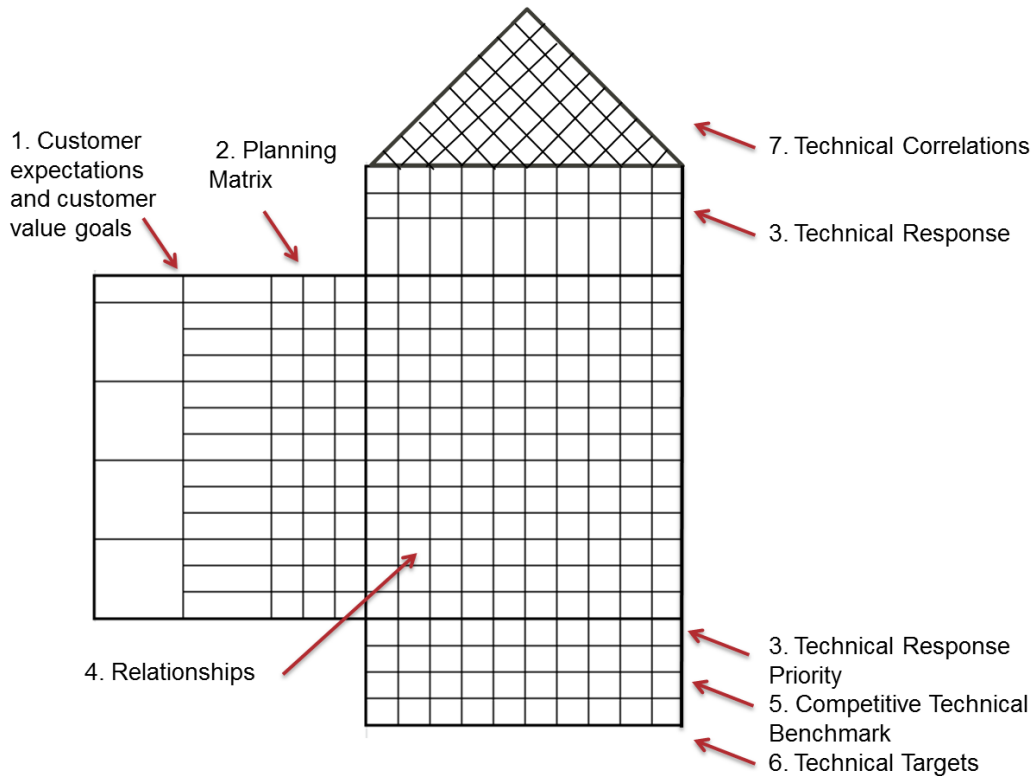 1. Customer
expectations
and customer
value goals
2. Planning
Matrix
7. Technical Correlations
3. Technical Response
4. Relationships
3. Technical Response
Priority
5. Competitive Technical
Benchmark
6. Technical Targets